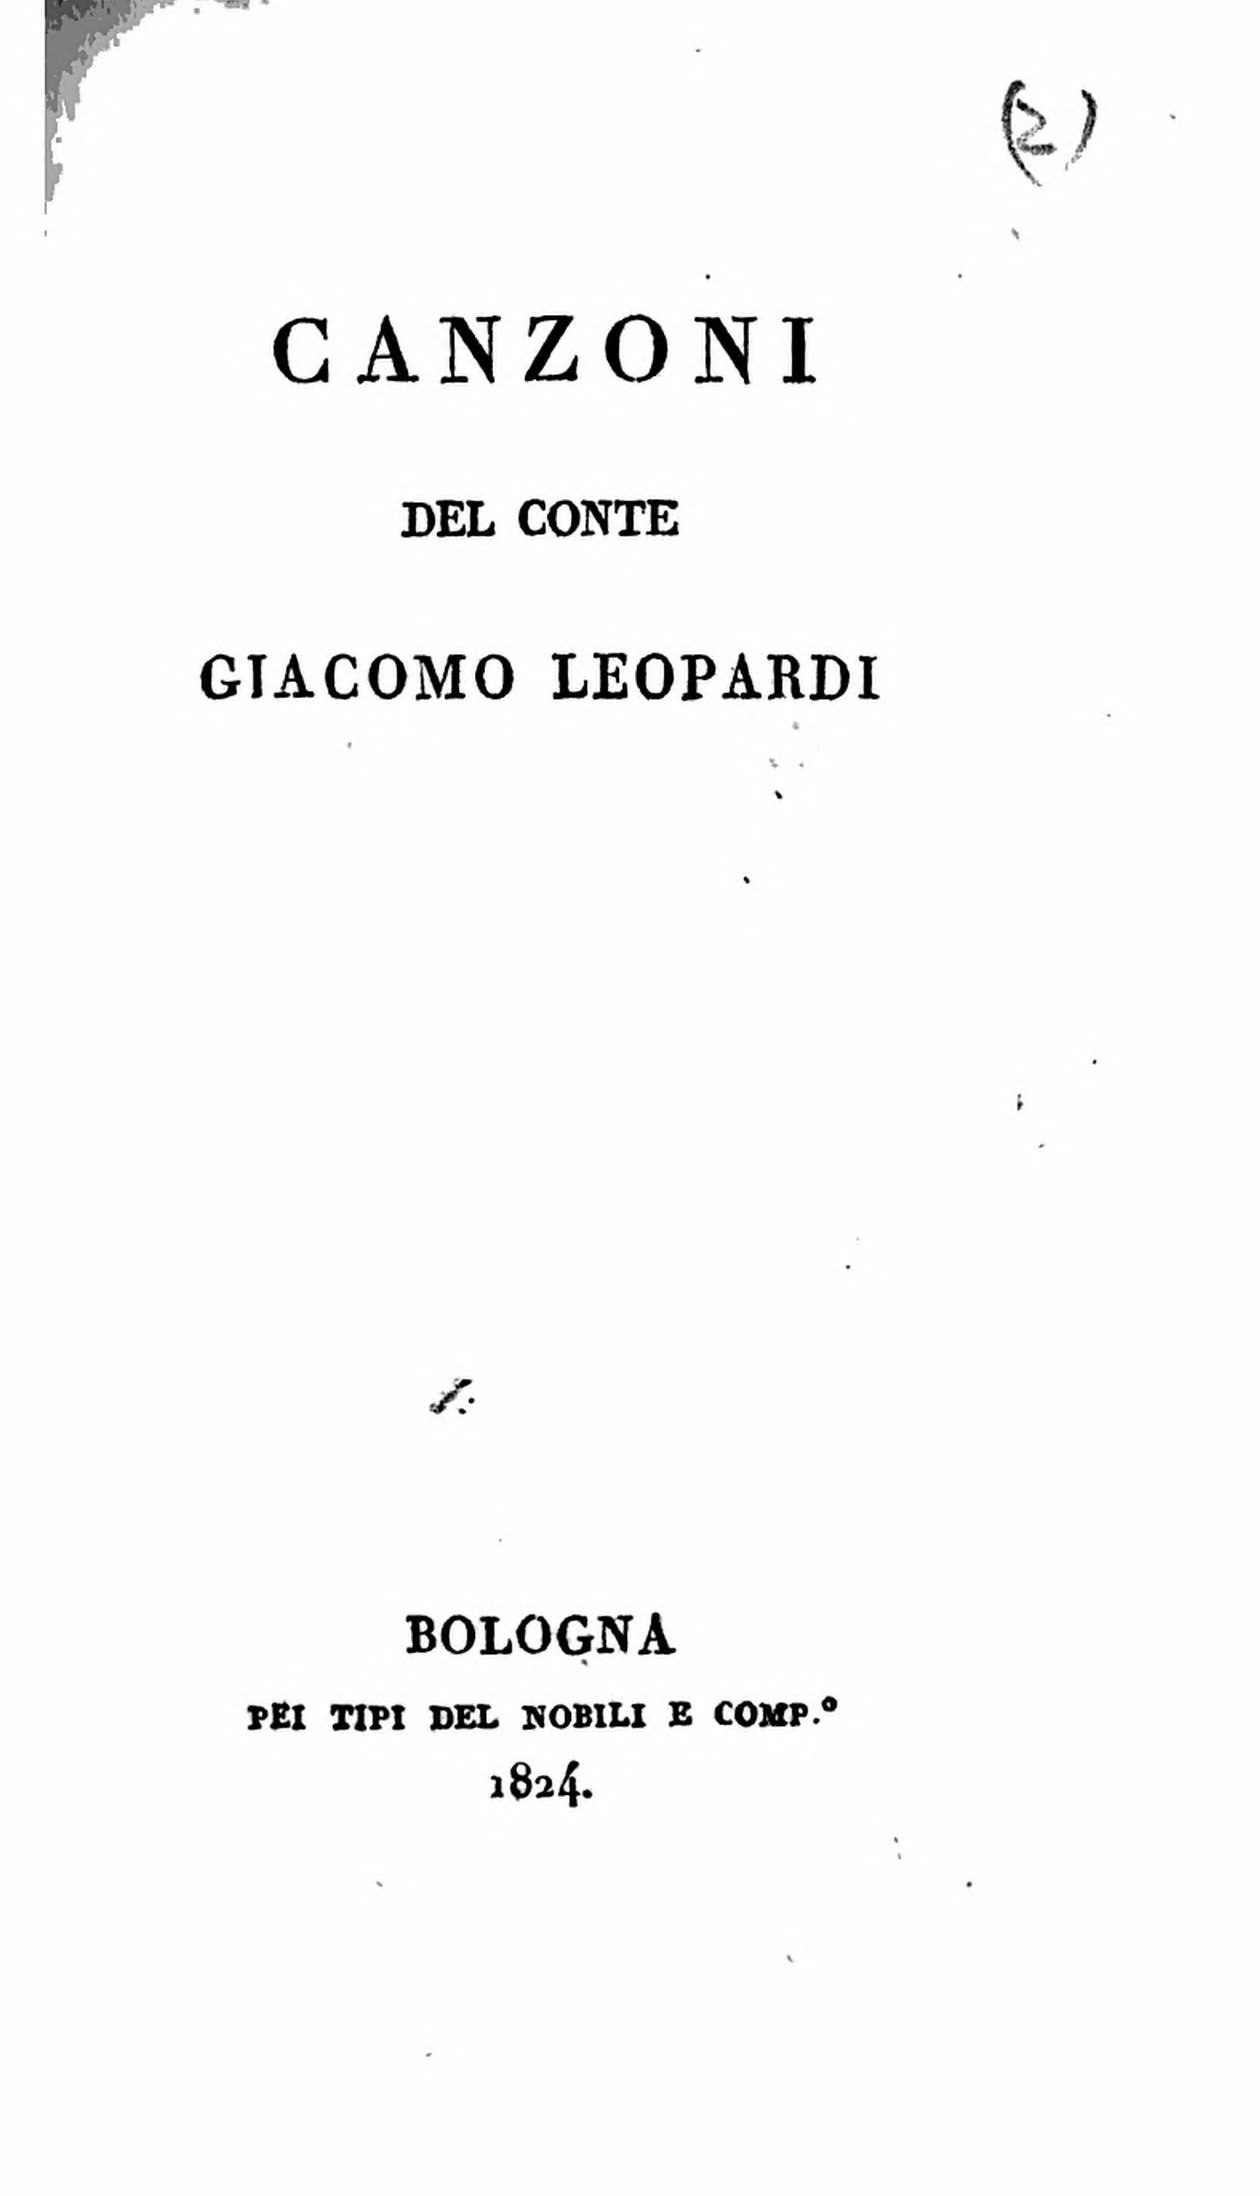 (2)
CANZONI
DEL CONTE
GIACOMO LEOPARDI
BOLOGNA
PEI TIPI DEL NOBILI E COMP.º
1824.